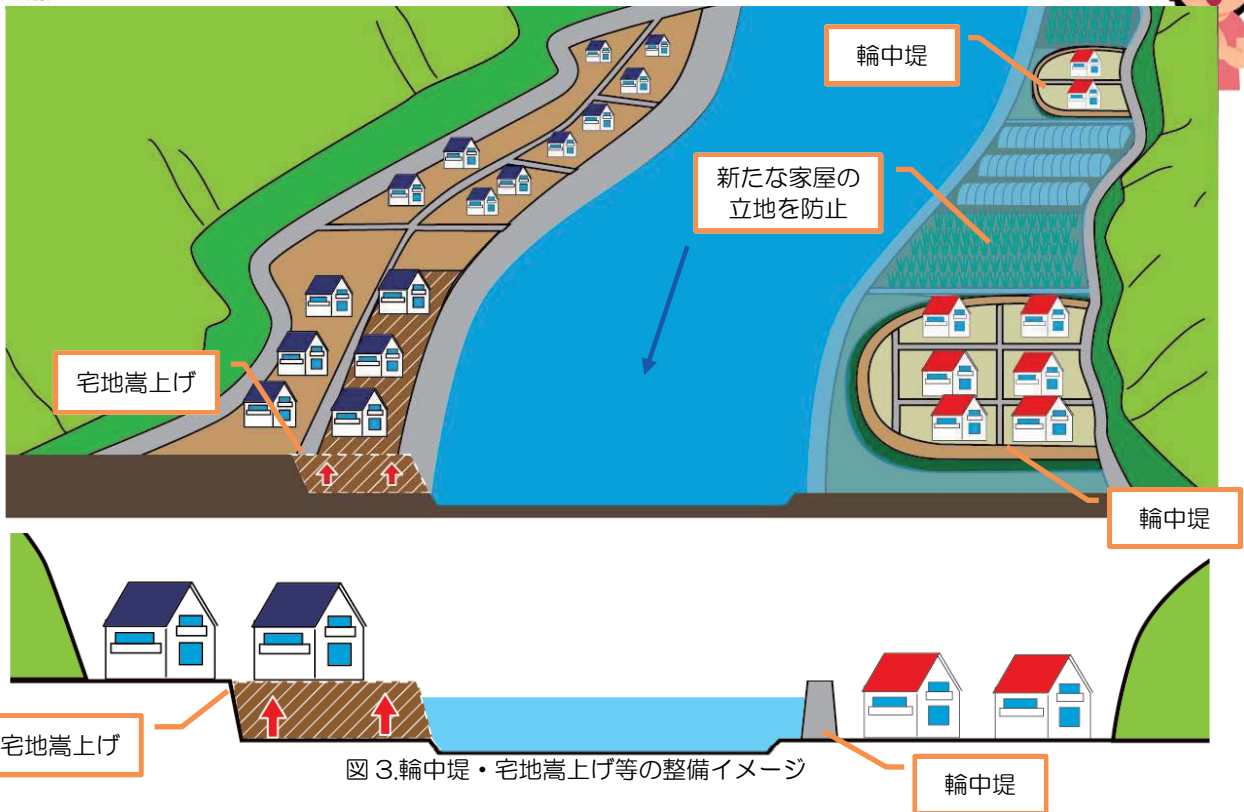 輪中堤
新たな家屋の
立地を防止
宅地嵩上げ
輪中堤
宅地嵩上げ
図 3.輪中堤・宅地嵩上げ等の整備イメージ
輪中堤